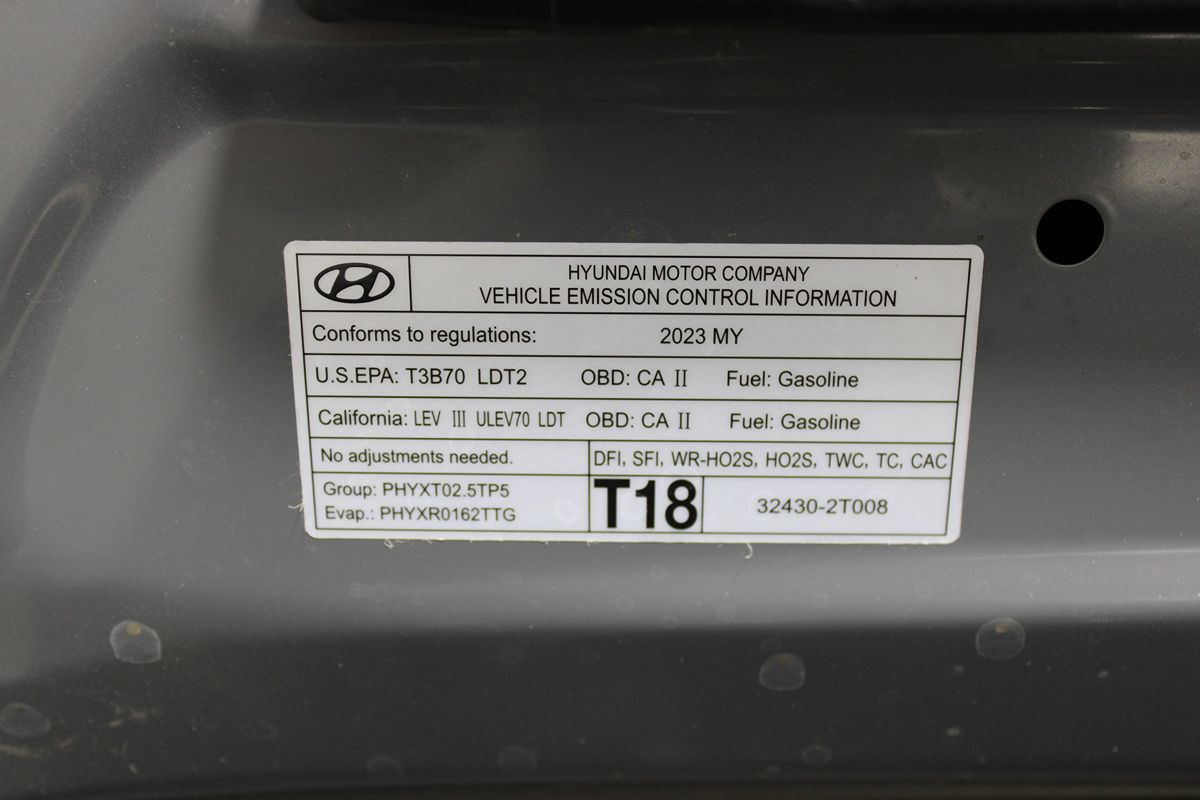 HYUNDAI MOTOR COMPANY
VEHICLE EMISSION CONTROL INFORMATION
Conforms to regulations: 2023 MY
U.S.EPA: T3B70 LDT2 OBD: CA II Fuel: Gasoline
California: LEV III ULEV70 LDT OBD: CA II Fuel: Gasoline
No adjustments needed. DFI, SFI, WR-HO2S, HO2S, TWC, TC, CAC
Group: PHYXT02.5TP5
Evap.: PHYXR0162TTG
T18 32430-2T008